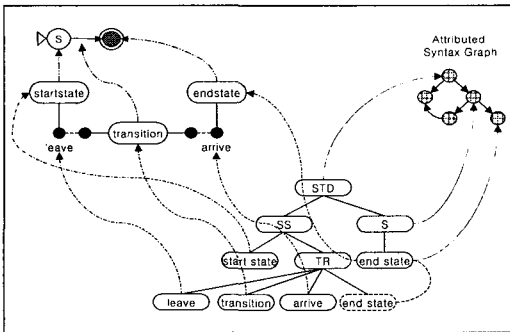 S
Attributed
Syntax Graph
startstate
endstate
transition
leave
arrive
STD
SS
S
start state
TR
end state
leave
transition
arrive
end state